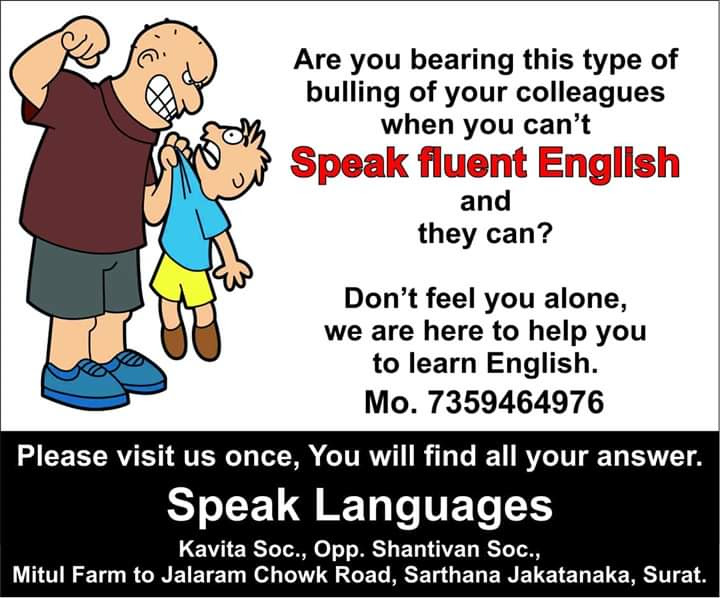 Are you bearing this type of
bulling of your colleagues
when you can't
Speak fluent English
and
they can?
Don't feel you alone,
we are here to help you
to learn English.
Mo. 7359464976
Please visit us once, You will find all your answer.
Speak Languages
Kavita Soc., Opp. Shantivan Soc.,
Mitul Farm to Jalaram Chowk Road, Sarthana Jakatanaka, Surat.